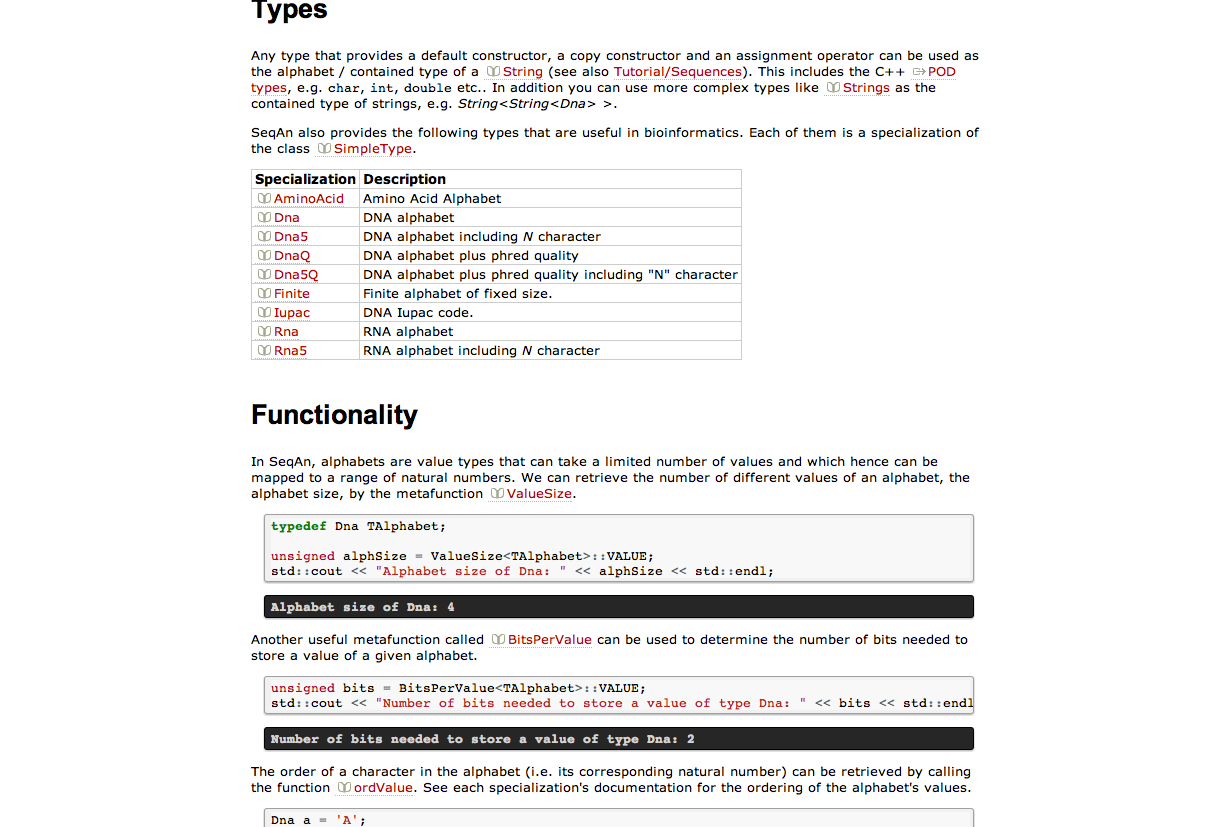 Types
Any type that provides a default constructor, a copy constructor and an assignment operator can be used as
the alphabet / contained type of a String (see also Tutorial/Sequences). This includes the C++ POD
types, e.g. char, int, double etc.. In addition you can use more complex types like Strings as the
contained type of strings, e.g. String<String<Dna> >.
SeqAn also provides the following types that are useful in bioinformatics. Each of them is a specialization of
the class SimpleType.
Specialization Description
AminoAcid Amino Acid Alphabet
Dna DNA alphabet
Dna5 DNA alphabet including N character
DnaQ DNA alphabet plus phred quality
Dna5Q DNA alphabet plus phred quality including "N" character
Finite Finite alphabet of fixed size.
Iupac DNA Iupac code.
Rna RNA alphabet
Rna5 RNA alphabet including N character
Functionality
In SeqAn, alphabets are value types that can take a limited number of values and which hence can be
mapped to a range of natural numbers. We can retrieve the number of different values of an alphabet, the
alphabet size, by the metafunction ValueSize.
typedef Dna TAlphabet;
unsigned alphSize = ValueSize<TAlphabet>::VALUE;
std::cout << "Alphabet size of Dna: " << alphSize << std::endl;
Alphabet size of Dna: 4
Another useful metafunction called BitsPerValue can be used to determine the number of bits needed to
store a value of a given alphabet.
unsigned bits = BitsPerValue<TAlphabet>::VALUE;
std::cout << "Number of bits needed to store a value of type Dna: " << bits << std::endl
Number of bits needed to store a value of type Dna: 2
The order of a character in the alphabet (i.e. its corresponding natural number) can be retrieved by calling
the function ordValue. See each specialization's documentation for the ordering of the alphabet's values.
Dna a = 'A';